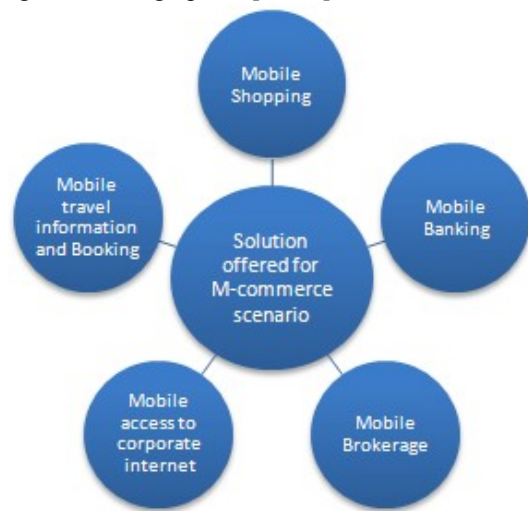 Mobile
Shopping
Mobile
travel
information
and Booking
Solution
offered for
M-commerce
scenario
Mobile
Banking
Mobile
access to
corporate
internet
Mobile
Brokerage